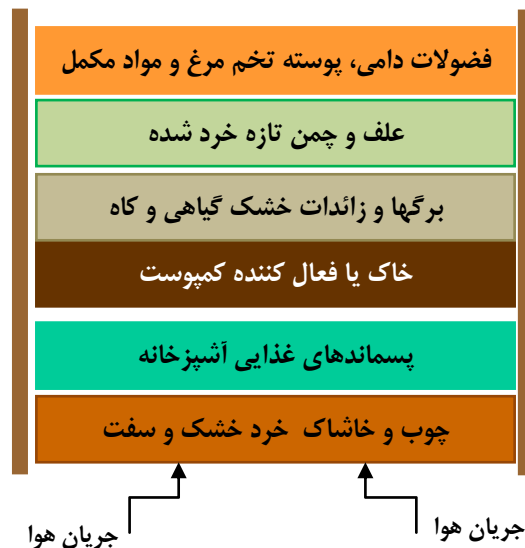 فضولات دامی، پوسته تخم مرغ و مواد مکمل
علف و چمن تازه خرد شده
برگها و زائدات خشک گیاهی و کاه
خاک یا فعال کننده کمپوست
پسماندهای غذایی آشپزخانه
چوب و خاشاک خرد خشک و سفت
جریان هوا
جریان هوا